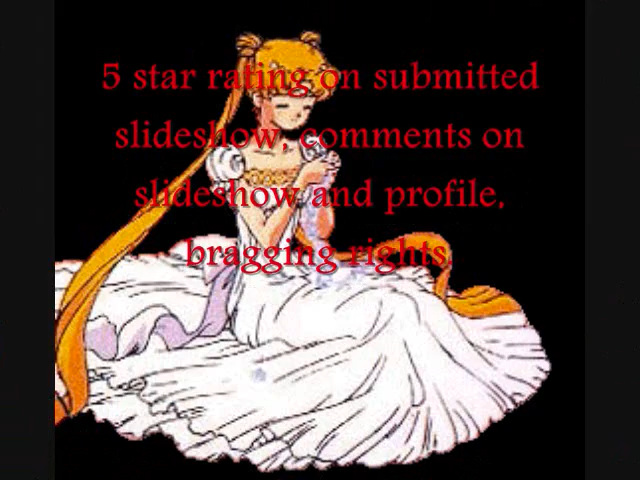 5 star rating on submitted
slideshow, comments on
slideshow and profile,
bragging rights.